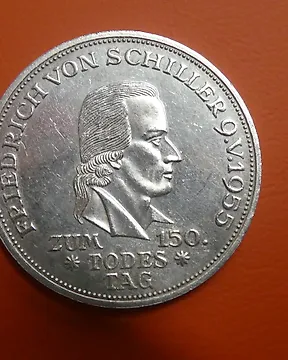 FRIEDRICH VON SCHILLER 9.V.1955
ZUM 150.
* TODES *
TAG